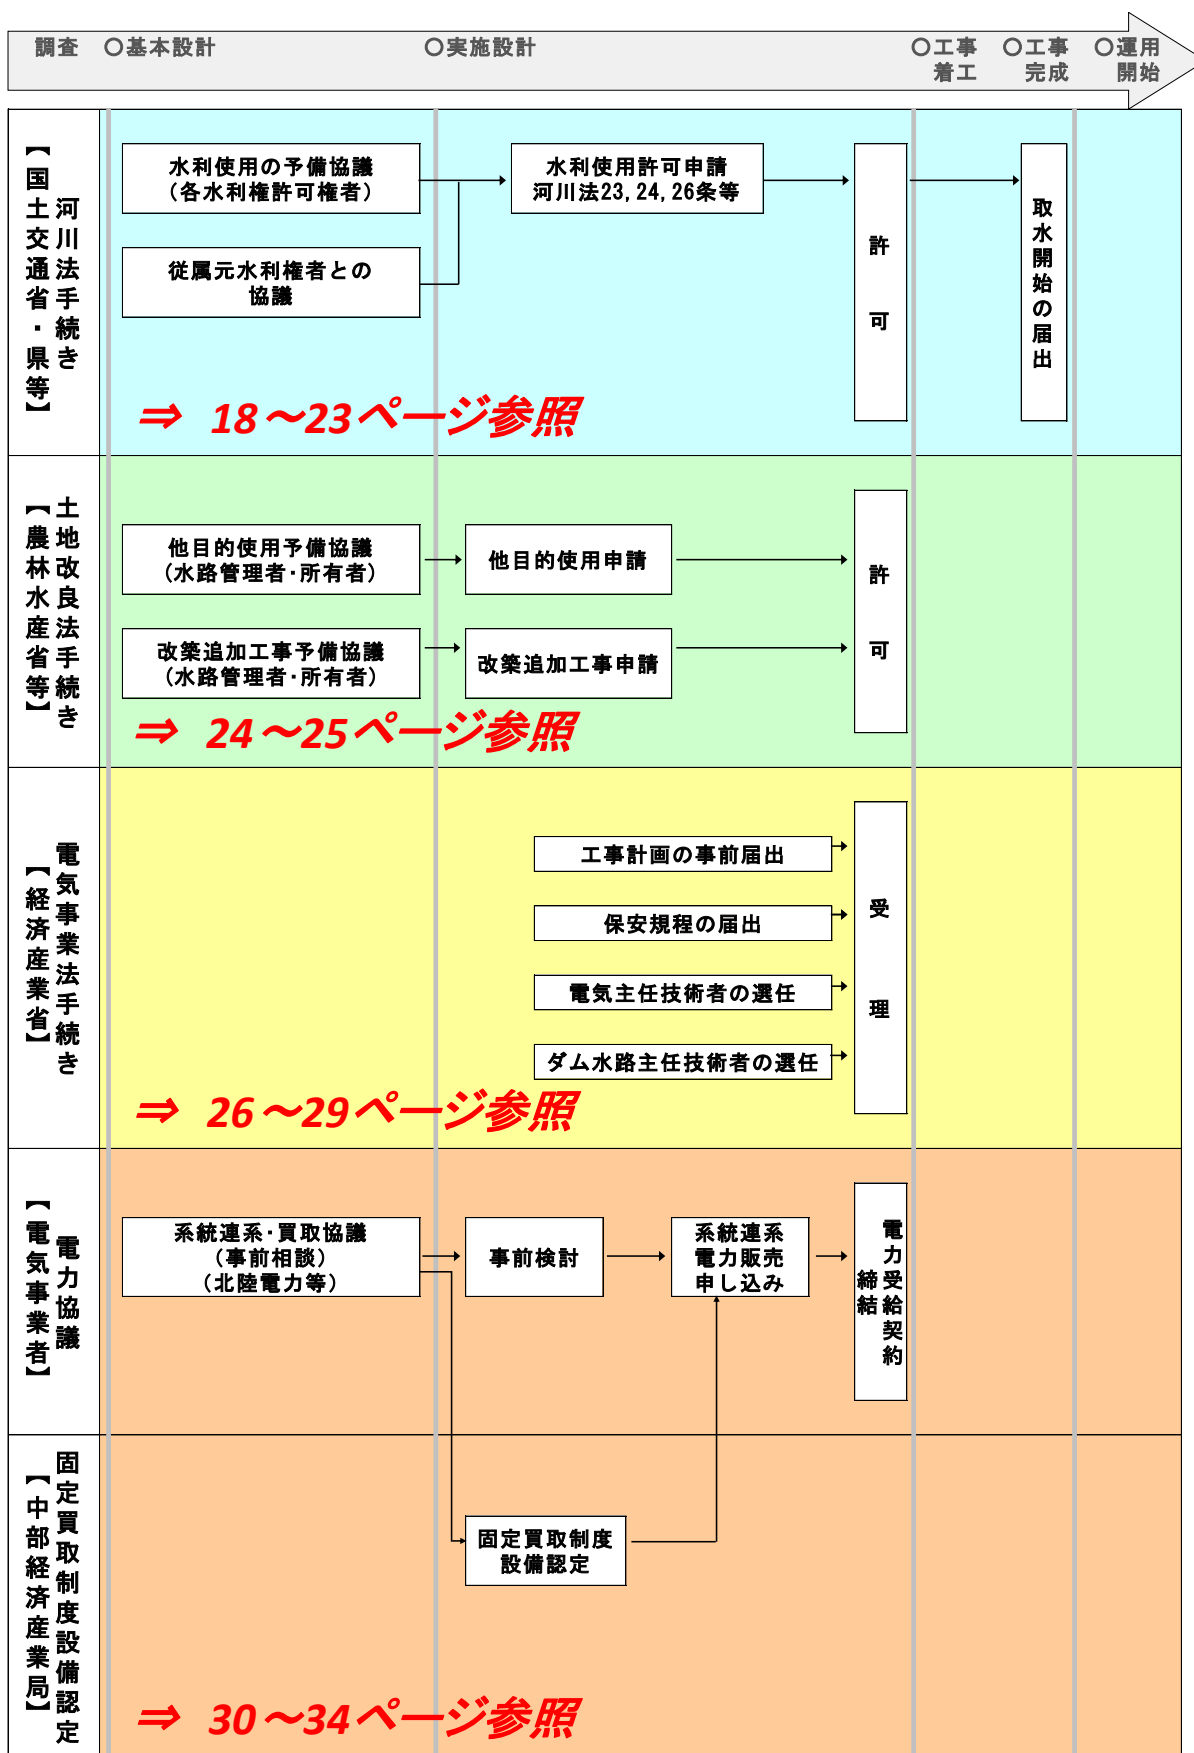 調査
〇基本設計
〇実施設計
〇工事
着工
〇工事
完成
〇運用
開始
河川法手続き
【国土交通省・県等】
水利使用の予備協議
(各水利権許可権者)
従属元水利権者との
協議
水利使用許可申請
河川法23,24,26条等
許可
取水開始の届出
⇒ 18～23ページ参照
土地改良法手続き
【農林水産省等】
他目的使用予備協議
(水路管理者・所有者)
他目的使用申請
改築追加工事予備協議
(水路管理者・所有者)
改築追加工事申請
許可
⇒ 24～25ページ参照
電気事業法手続き
【経済産業省】
工事計画の事前届出
保安規程の届出
電気主任技術者の選任
ダム水路主任技術者の選任
受理
⇒ 26～29ページ参照
電力協議
【電気事業者】
系統連系・買取協議
(事前相談)
(北陸電力等)
事前検討
系統連系
電力販売
申し込み
電力受給契約
締結
固定買取制度設備認定
【中部経済産業局】
固定買取制度
設備認定
⇒ 30～34ページ参照